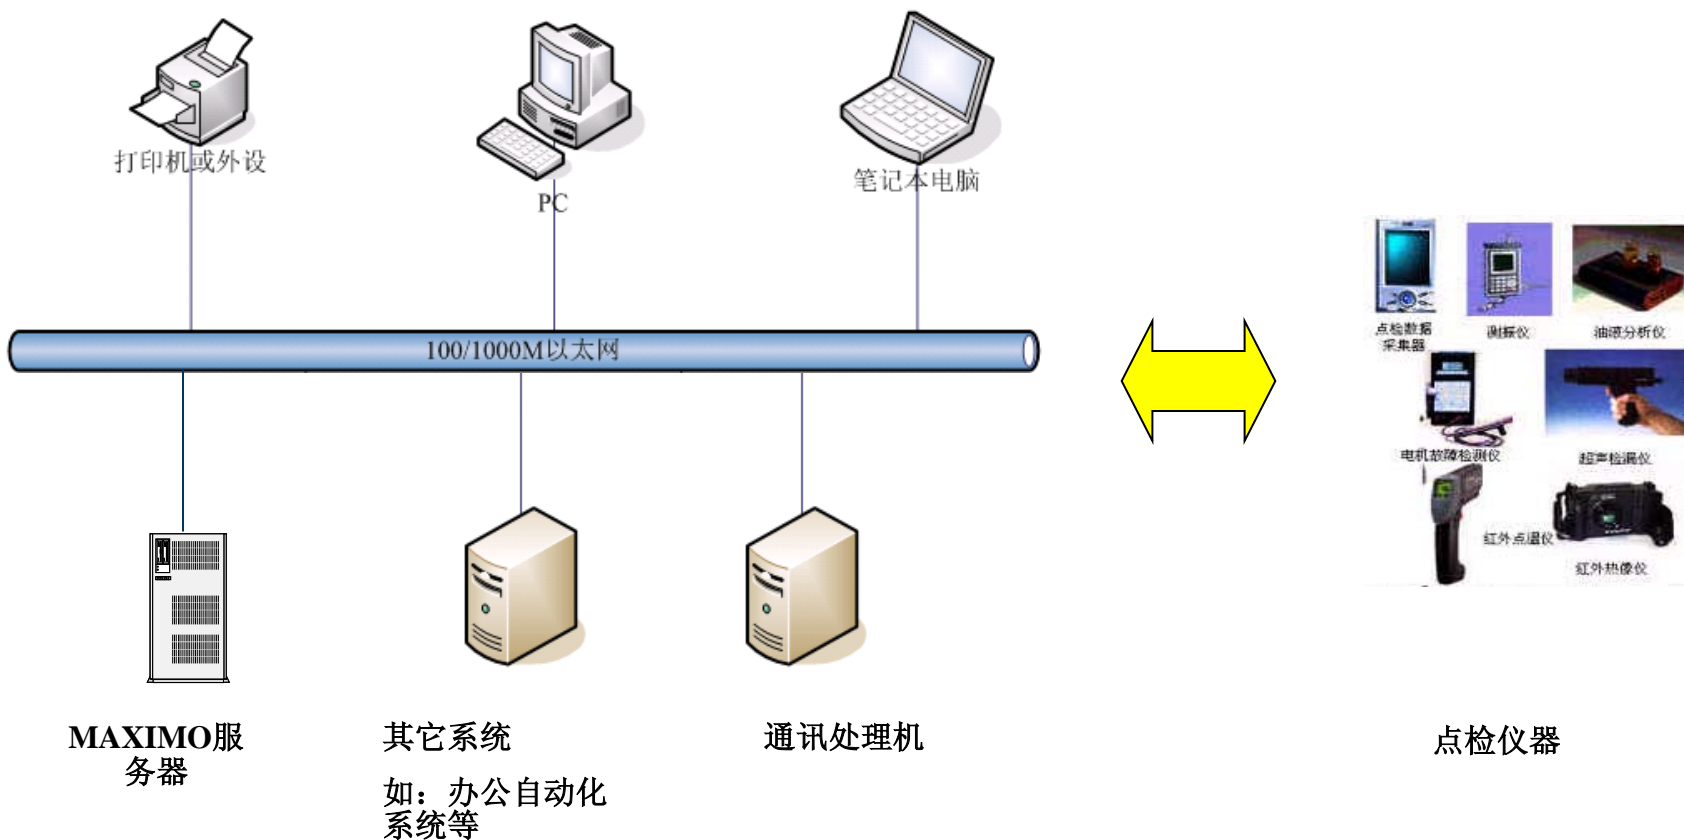 打印机或外设
PC
笔记本电脑
100/1000M以太网
点检数据
采集器
测振仪
油液分析仪
电机故障检测仪
超声检漏仪
红外点温仪
红外热像仪
MAXIMO服
务器
其它系统
如：办公自动化
系统等
通讯处理机
点检仪器